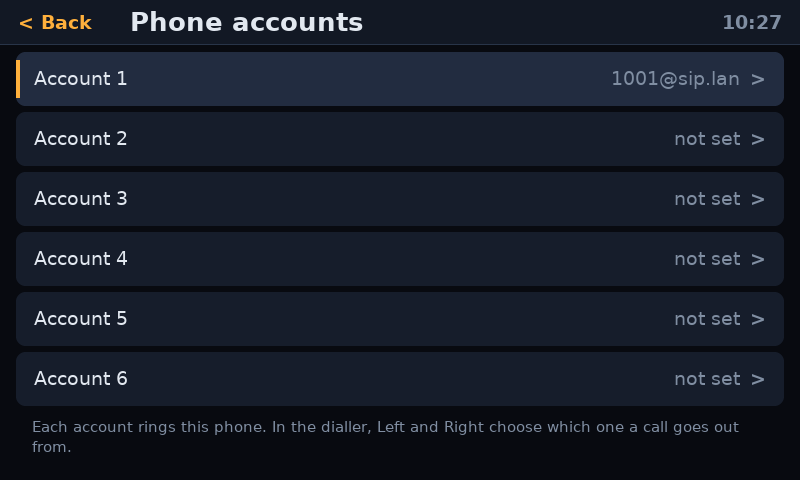 < Back Phone accounts 10:27
Account 1 1001@sip.lan >
Account 2 not set >
Account 3 not set >
Account 4 not set >
Account 5 not set >
Account 6 not set >
Each account rings this phone. In the dialler, Left and Right choose which one a call goes out
from.